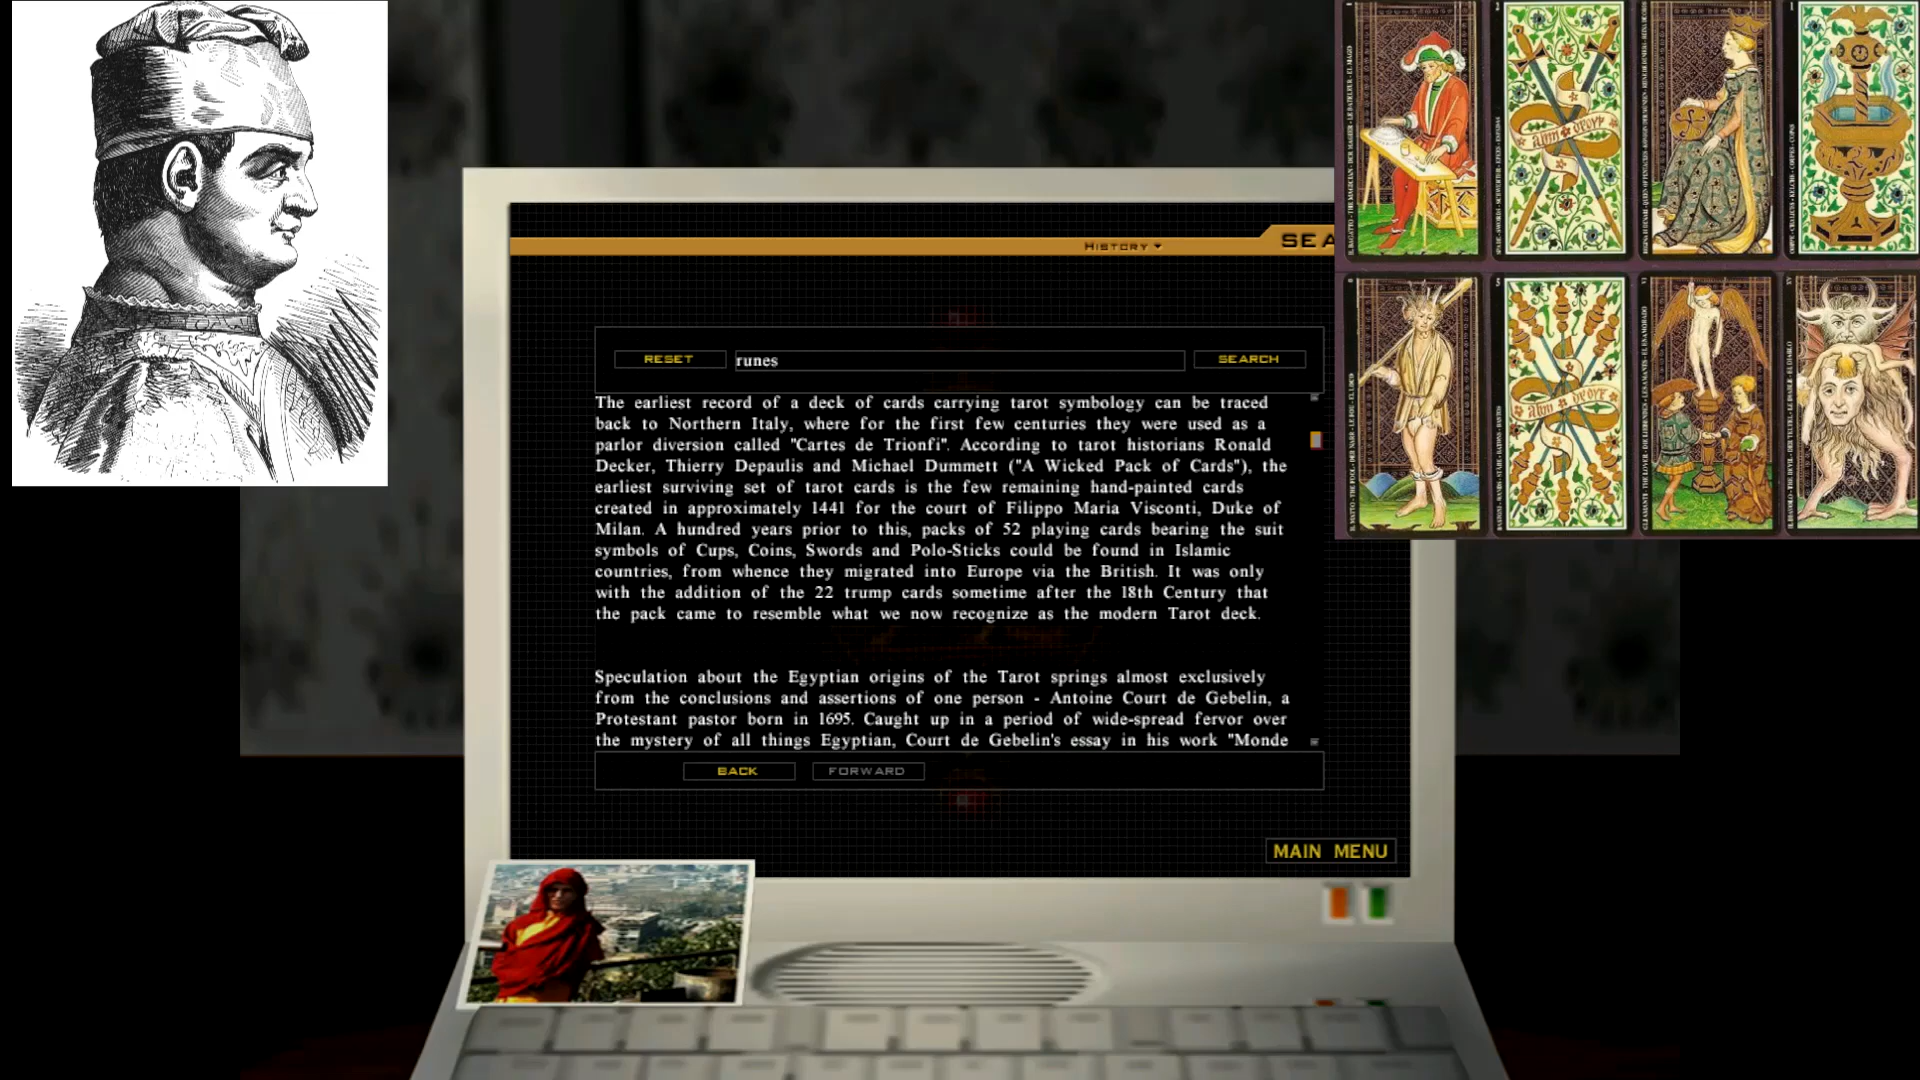 HISTORY
SEA
RESET
runes
SEARCH
The earliest record of a deck of cards carrying tarot symbology can be traced
back to Northern Italy, where for the first few centuries they were used as a
parlor diversion called "Cartes de Trionfi". According to tarot historians Ronald
Decker, Thierry Depaulis and Michael Dummett ("A Wicked Pack of Cards"), the
earliest surviving set of tarot cards is the few remaining hand-painted cards
created in approximately 1441 for the court of Filippo Maria Visconti, Duke of
Milan. A hundred years prior to this, packs of 52 playing cards bearing the suit
symbols of Cups, Coins, Swords and Polo-Sticks could be found in Islamic
countries, from whence they migrated into Europe via the British. It was only
with the addition of the 22 trump cards sometime after the 18th Century that
the pack came to resemble what we now recognize as the modern Tarot deck.
Speculation about the Egyptian origins of the Tarot springs almost exclusively
from the conclusions and assertions of one person - Antoine Court de Gebelin, a
Protestant pastor born in 1695. Caught up in a period of wide-spread fervor over
the mystery of all things Egyptian, Court de Gebelin's essay in his work "Monde
BACK
FORWARD
MAIN MENU